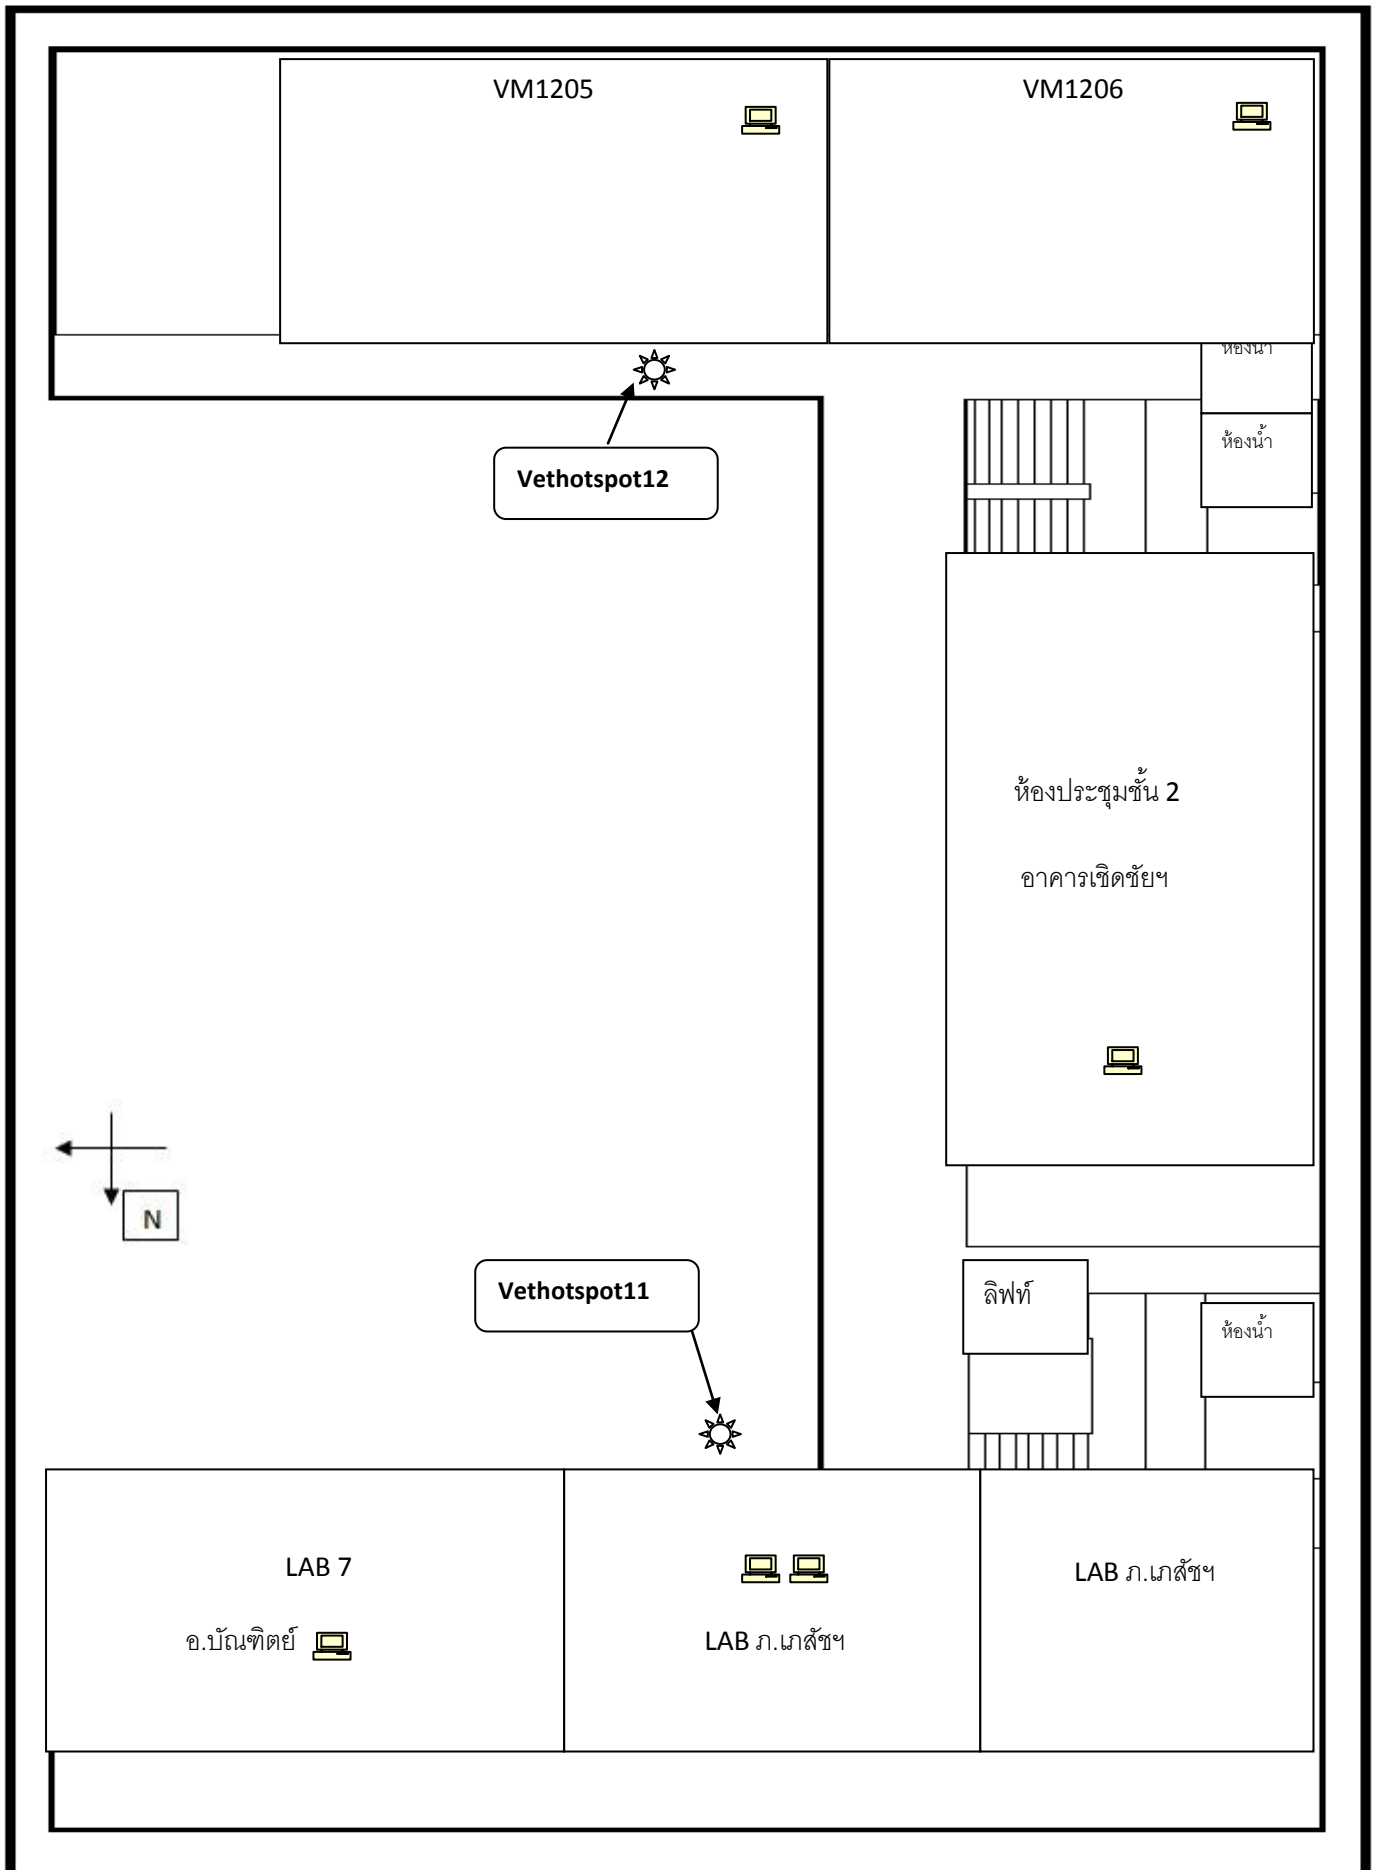 VM1205
VM1206
ห้องน้ำ
ห้องน้ำ
Vethotspot12
ห้องประชุมชั้น 2
อาคารเชิดชัยฯ
N
Vethotspot11
ลิฟท์
ห้องน้ำ
LAB 7
อ.บัณฑิตย์
LAB ภ.เภสัชฯ
LAB ภ.เภสัชฯ